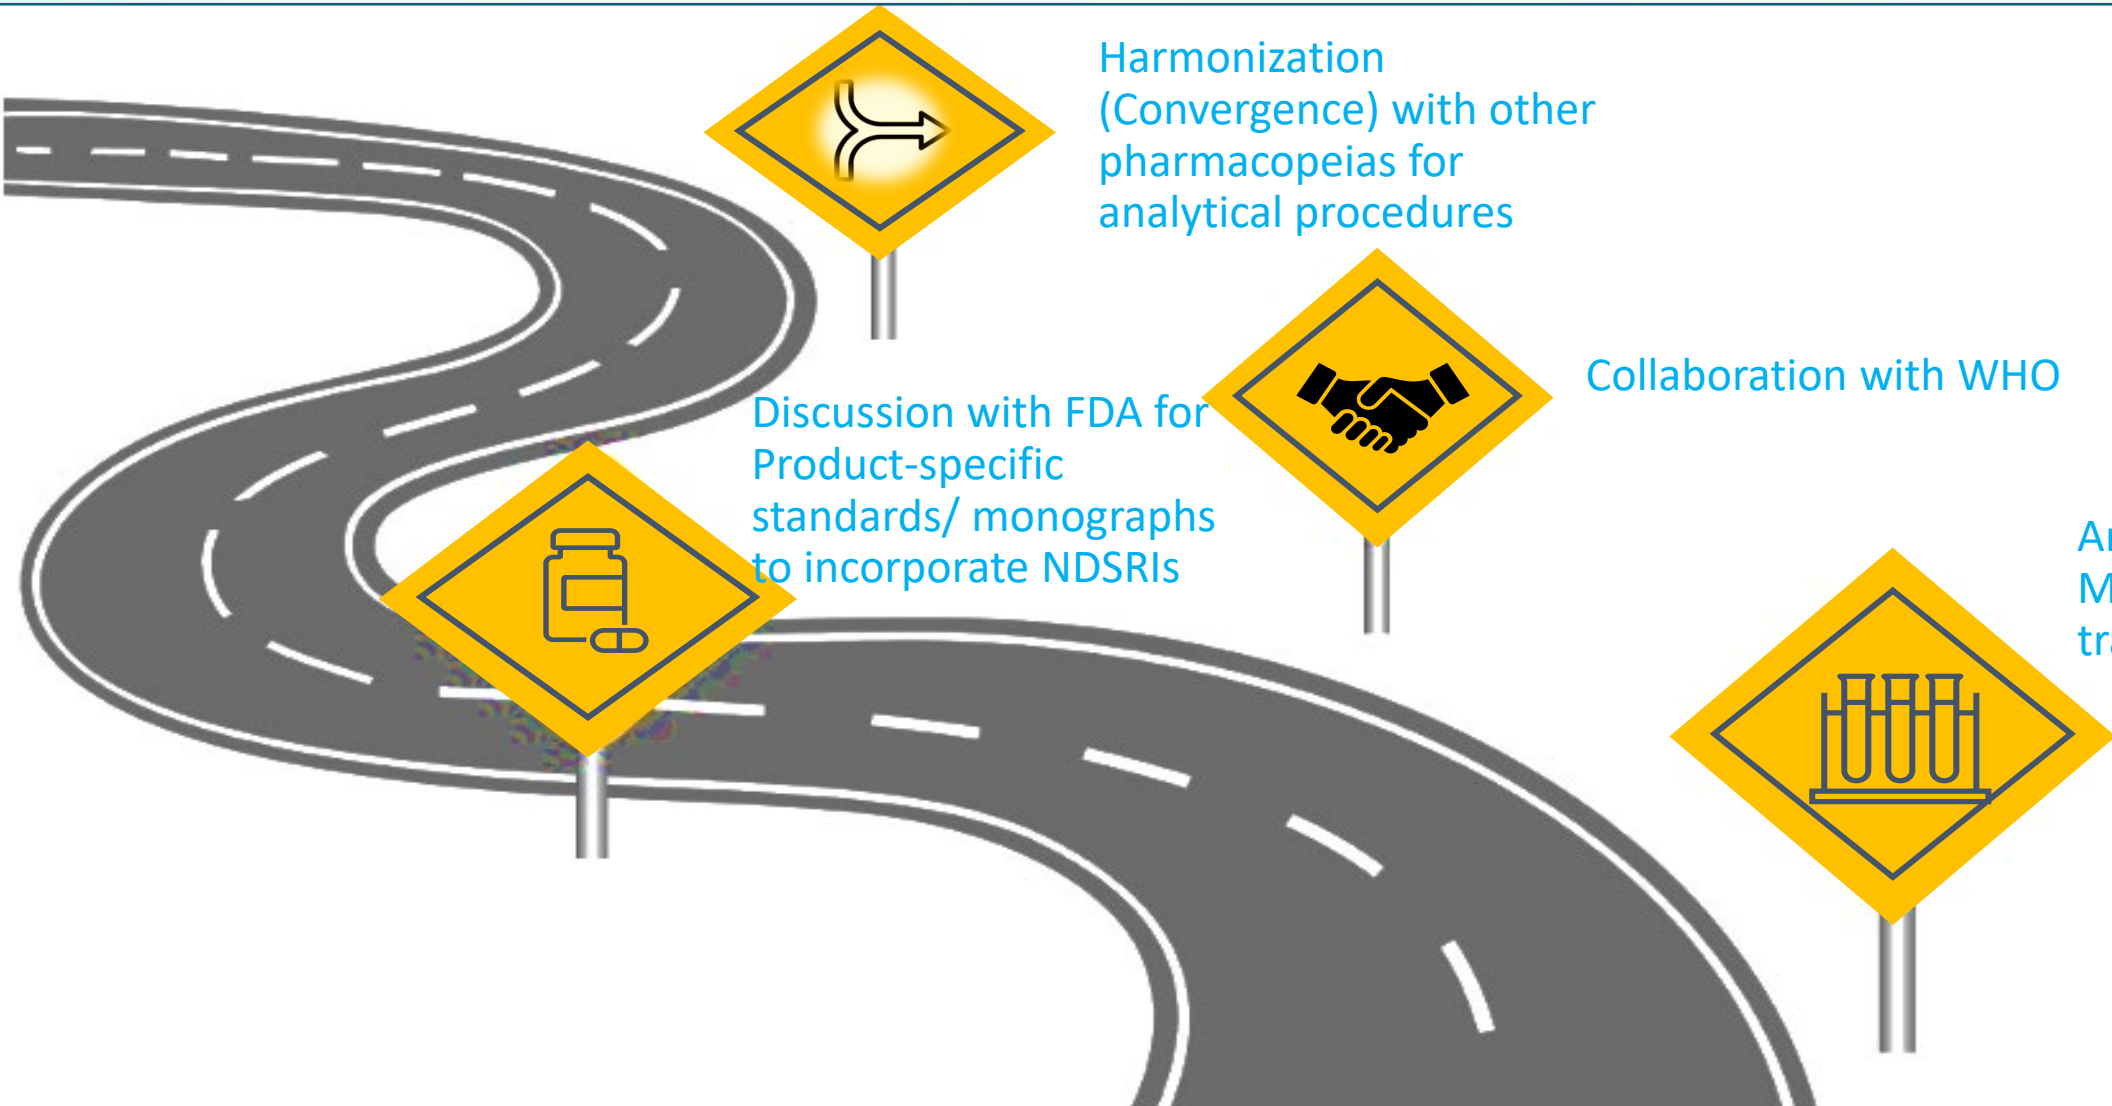 Harmonization
(Convergence) with other
pharmacopeias for
analytical procedures
Collaboration with WHO
Discussion with FDA for
Product-specific
standards/ monographs
to incorporate NDSRIs